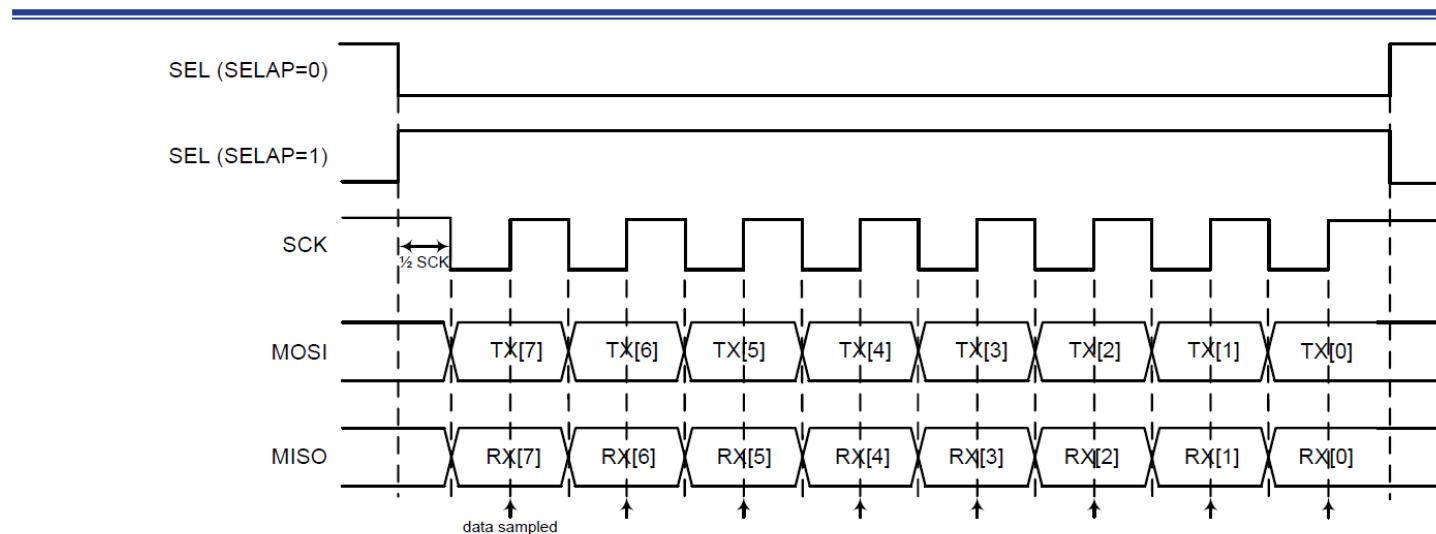 SEL (SELAP=0)
SEL (SELAP=1)
SCK
½ SCK
MOSI
TX[7] TX[6] TX[5] TX[4] TX[3] TX[2] TX[1] TX[0]
MISO
RX[7] RX[6] RX[5] RX[4] RX[3] RX[2] RX[1] RX[0]
data sampled